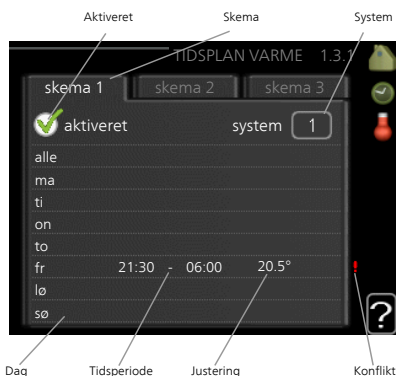 Aktiveret Skema System
TIDSPLAN VARME 1.3.1
skema 1 skema 2 skema 3
aktiveret system 1
alle
ma
ti
on
to
fr 21:30 - 06:00 20.5° !
lø
sø
?
Dag Tidsperiode Justering Konflikt